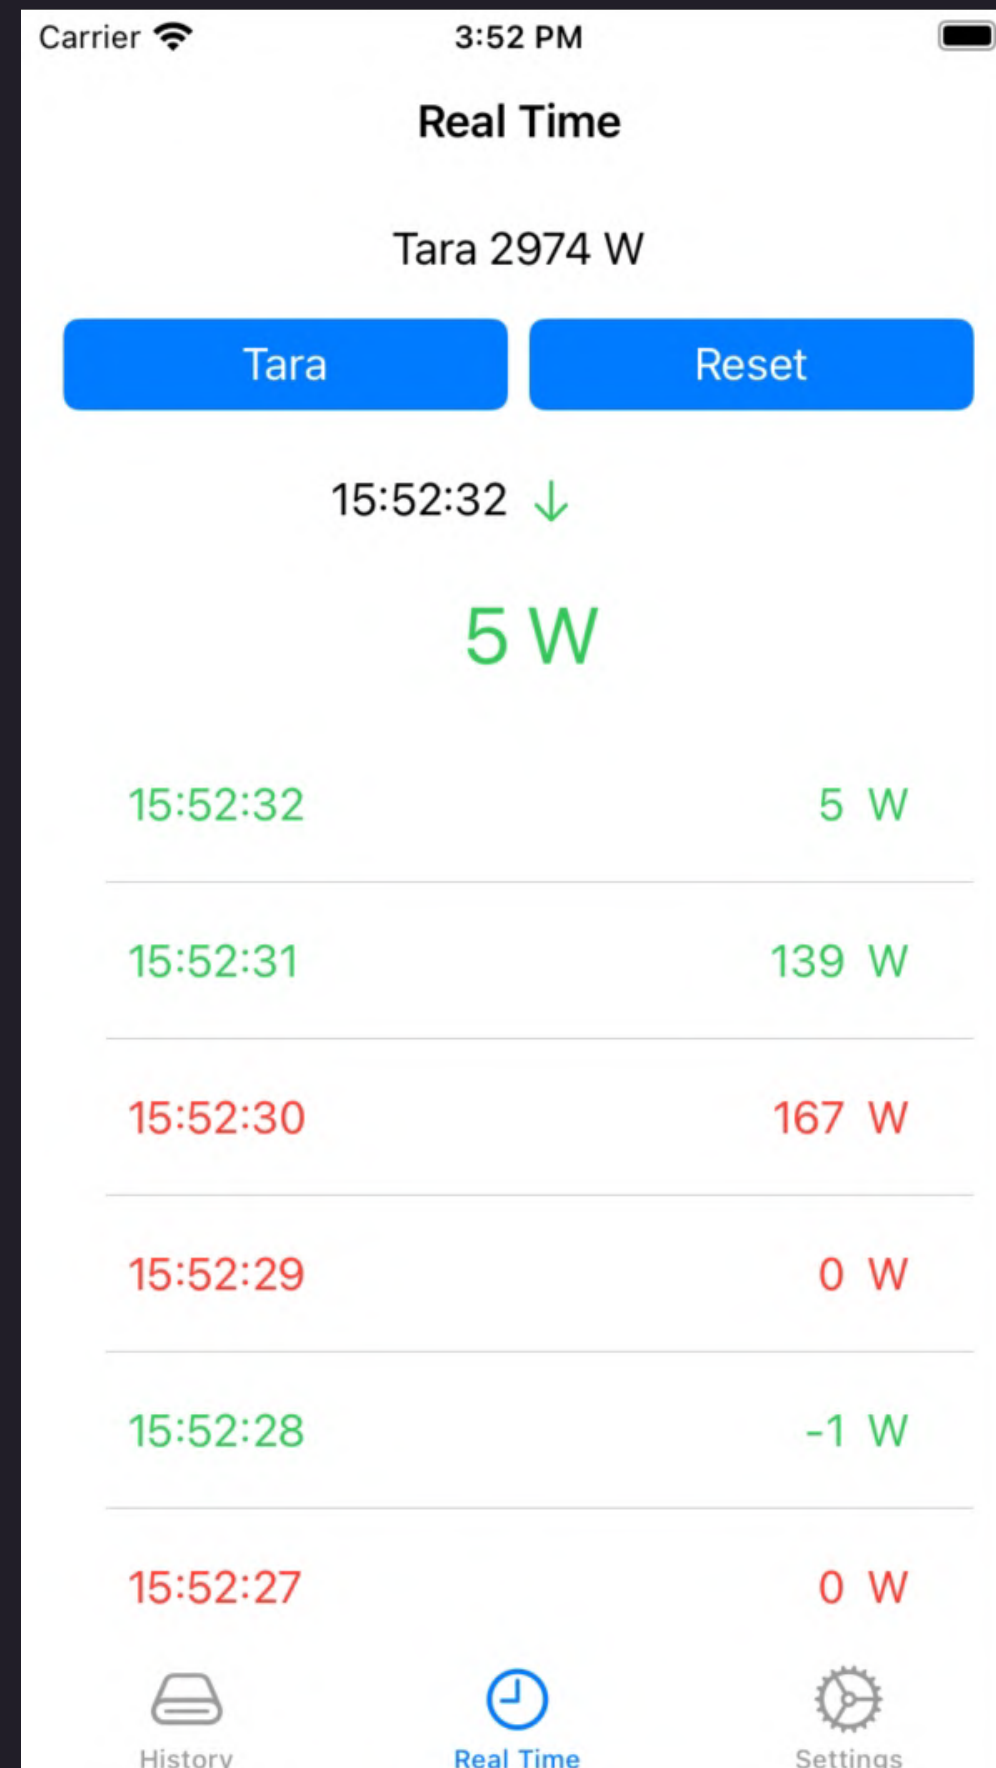 Carrier 3:52 PM
Real Time
Tara 2974 W
Tara Reset
15:52:32 ↓
5 W
15:52:32 5 W
15:52:31 139 W
15:52:30 167 W
15:52:29 0 W
15:52:28 -1 W
15:52:27 0 W
History Real Time Settings